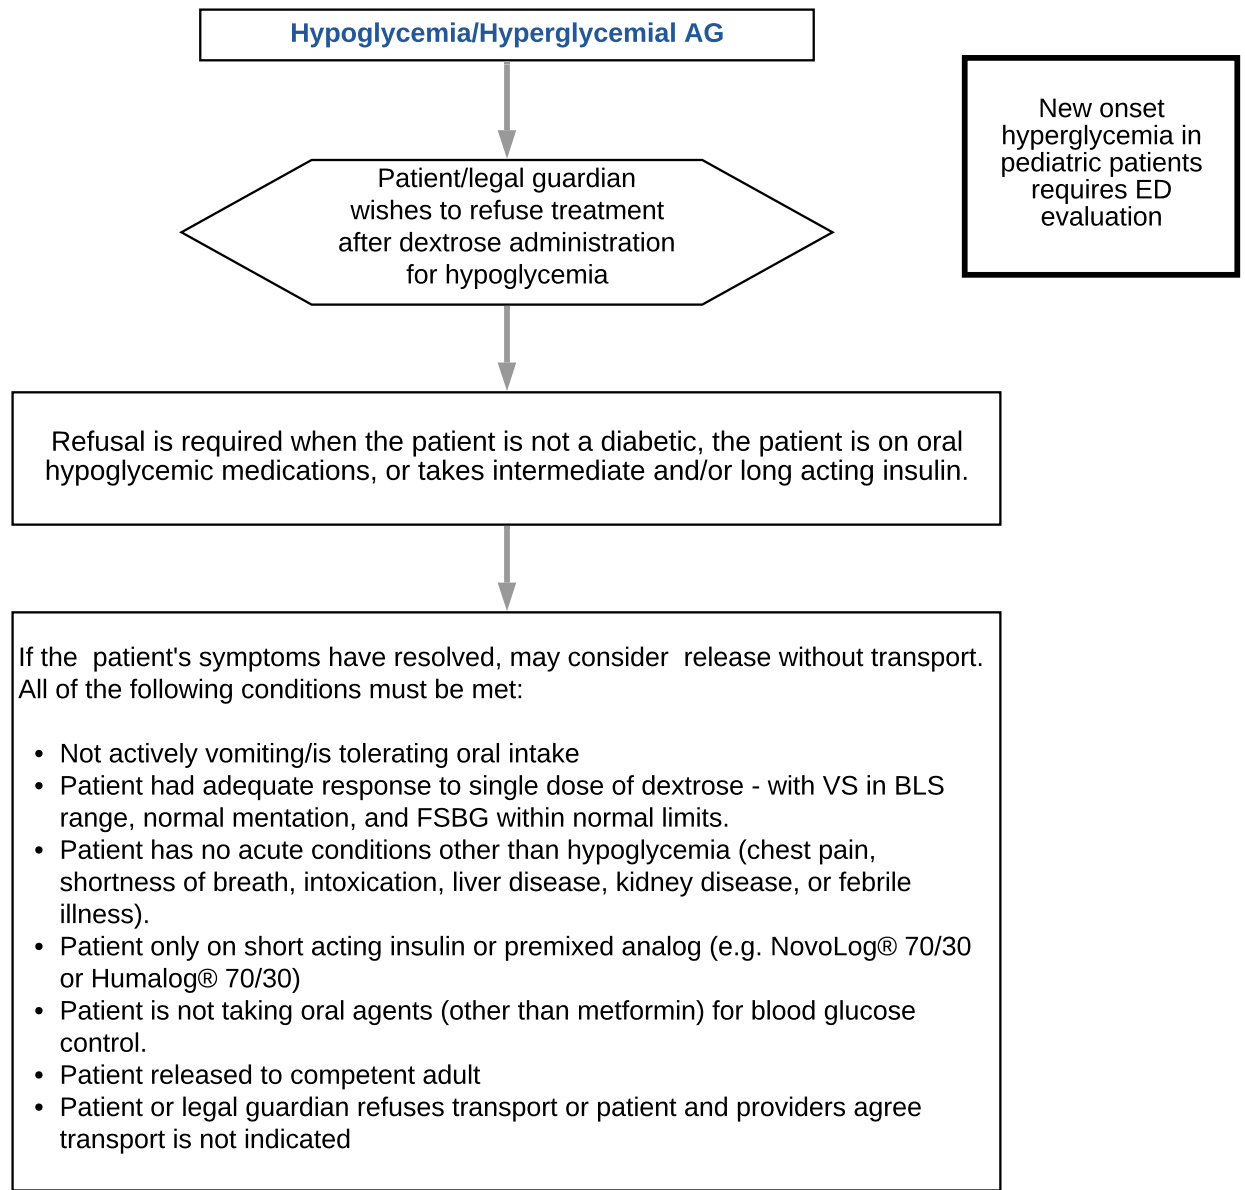 Hypoglycemia/Hyperglycemial AG
New onset
hyperglycemia in
pediatric patients
requires ED
evaluation
Patient/legal guardian
wishes to refuse treatment
after dextrose administration
for hypoglycemia
Refusal is required when the patient is not a diabetic, the patient is on oral
hypoglycemic medications, or takes intermediate and/or long acting insulin.
If the  patient's symptoms have resolved, may consider  release without transport.
All of the following conditions must be met:
• Not actively vomiting/is tolerating oral intake
• Patient had adequate response to single dose of dextrose - with VS in BLS
range, normal mentation, and FSBG within normal limits.
• Patient has no acute conditions other than hypoglycemia (chest pain,
shortness of breath, intoxication, liver disease, kidney disease, or febrile
illness).
• Patient only on short acting insulin or premixed analog (e.g. NovoLog® 70/30
or Humalog® 70/30)
• Patient is not taking oral agents (other than metformin) for blood glucose
control.
• Patient released to competent adult
• Patient or legal guardian refuses transport or patient and providers agree
transport is not indicated